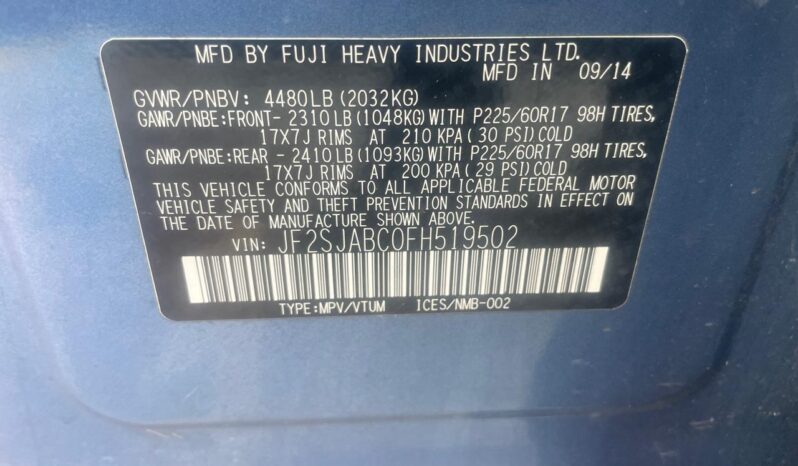 MFD BY FUJI HEAVY INDUSTRIES LTD.
MFD IN 09/14
GVWR/PNBV: 4480LB(2032KG)
GAWR/PNBE:FRONT- 2310LB(1048KG)WITH P225/60R17 98H TIRES,
17X7J RIMS AT 210 KPA(30 PSI)COLD
GAWR/PNBE:REAR - 2410LB(1093KG)WITH P225/60R17 98H TIRES,
17X7J RIMS AT 200 KPA(29 PSI)COLD
THIS VEHICLE CONFORMS TO ALL APPLICABLE FEDERAL MOTOR
VEHICLE SAFETY AND THEFT PREVENTION STANDARDS IN EFFECT ON
THE DATE OF MANUFACTURE SHOWN ABOVE.
VIN: JF2SJABC0FH519502
TYPE:MPV/VTUM ICES/NMB-002